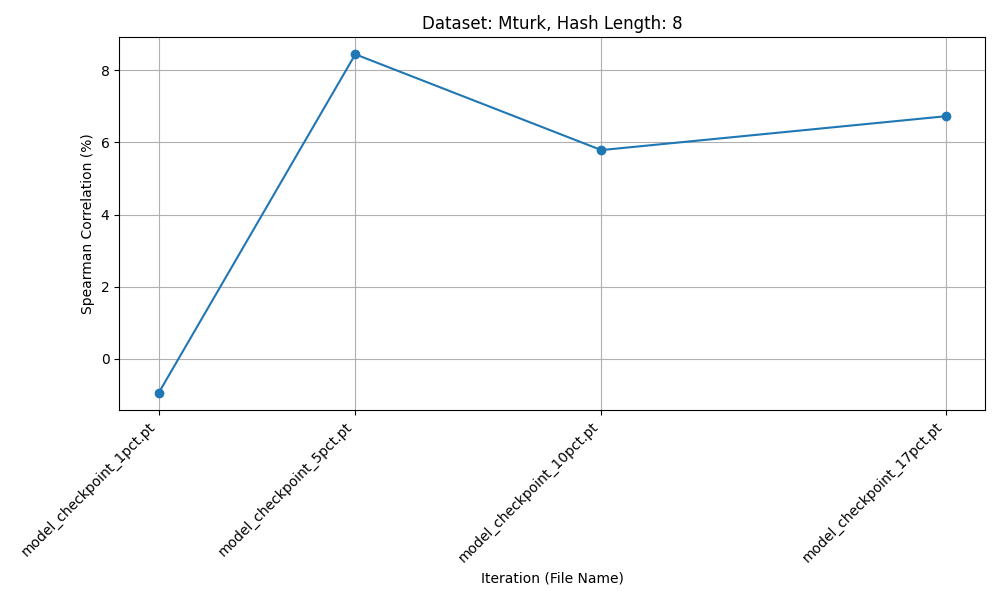 Dataset: Mturk, Hash Length: 8
Spearman Correlation (%)
8
6
4
2
0
model_checkpoint_1pct.pt
model_checkpoint_5pct.pt
model_checkpoint_10pct.pt
model_checkpoint_17pct.pt
Iteration (File Name)